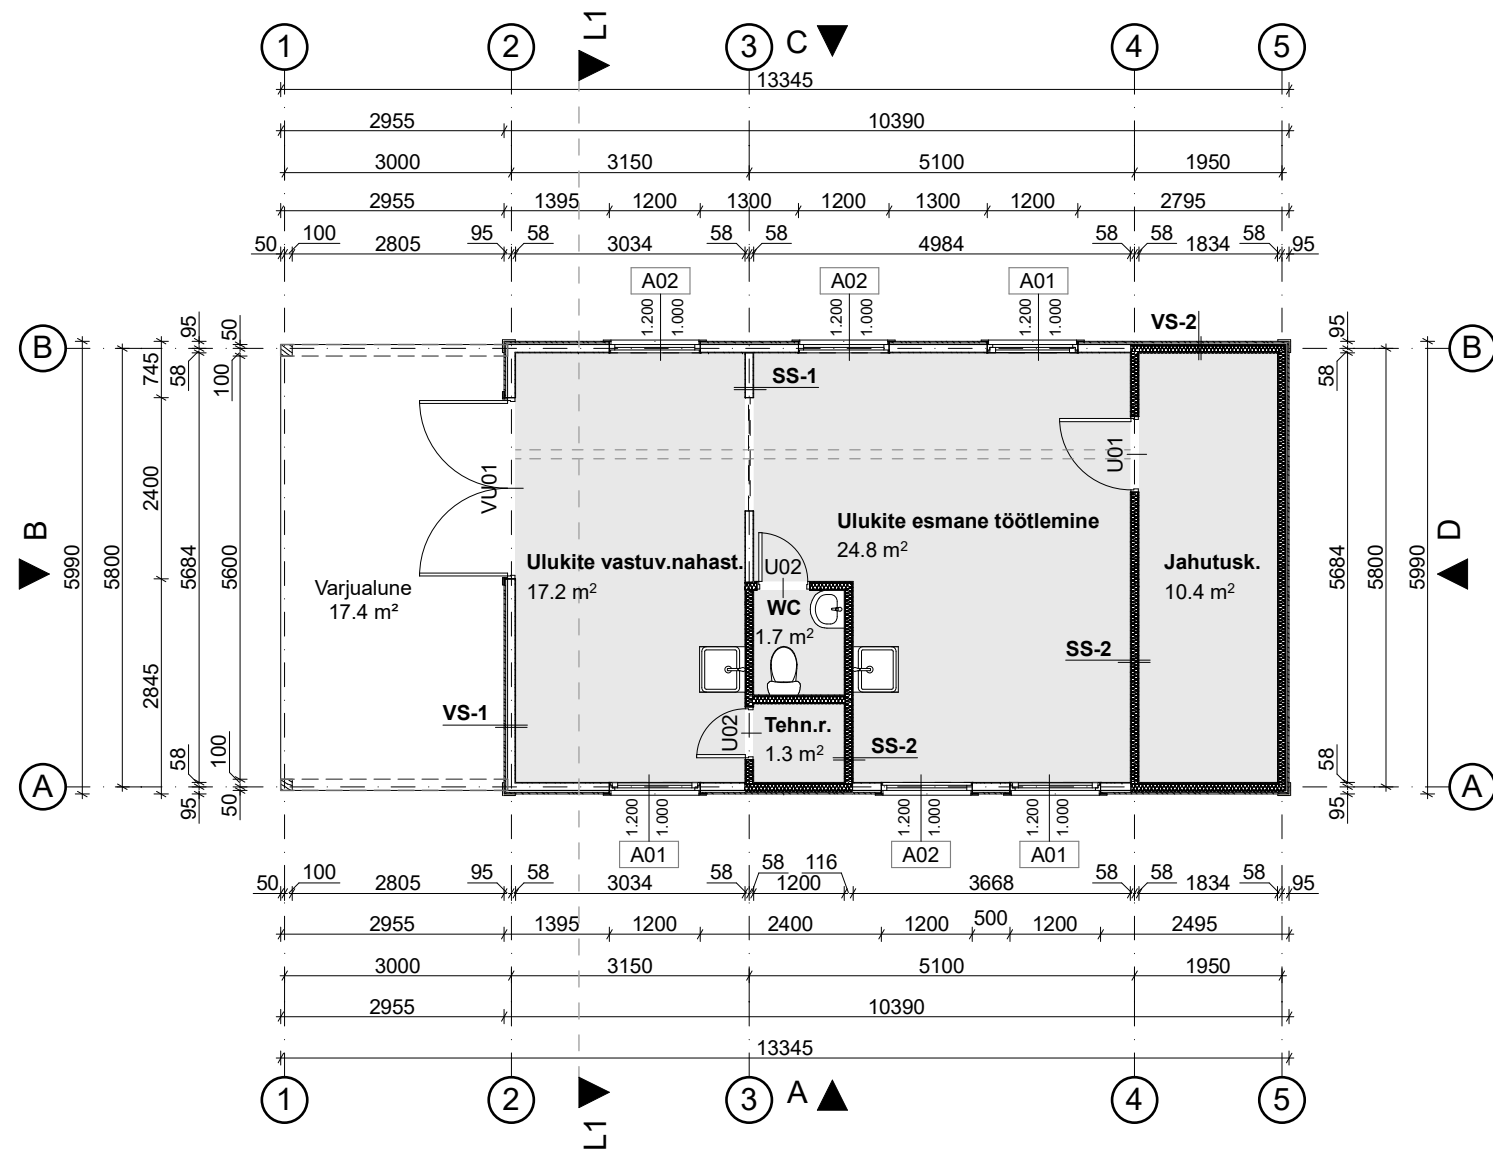 1 2 L1 3 C 4 5
13345
2955 10390
3000 3150 5100 1950
2955 1395 1200 1300 1200 1300 1200 2795
50 100 2805 95 58 3034 58 58 4984 58 58 1834 58 95
A02 A02 A01
1.200 1.000 1.200 1.000 1.200 1.000
VS-2
B B
95 50
745 58 100
SS-1
95
58
VU01
U01
2400
Ulukite esmane töötlemine
24.8 m²
B
5990 5800 5684 5600
Ulukite vastuv.nahast.
17.2 m²
Varjualune
17.4 m²
U02
WC
1.7 m²
Jahutusk.
10.4 m²
5684 5800 5990
D
SS-2
2845
VS-1
U02
Tehn.r.
1.3 m²
SS-2
58 100
95 50
58
95
A A
1.200 1.000 1.200 1.000 1.200 1.000
A01 A02 A01
50 100 2805 95 58 3034 58 58 1200 116 3668 58 58 1834 58 95
2955 1395 1200 2400 1200 500 1200 2495
3000 3150 5100 1950
2955 10390
13345
1 2 L1 3 A 4 5